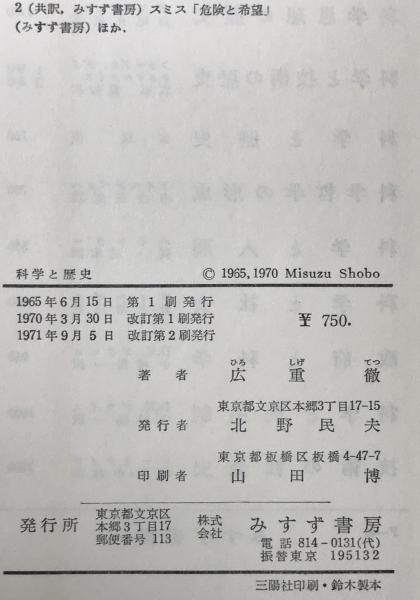 2（共訳，みすず書房）スミス「危険と希望」
（みすず書房）ほか．
科学と歴史 © 1965,1970 Misuzu Shobo
1965年6月15日 第1刷発行
1970年3月30日 改訂第1刷発行
1971年9月5日 改訂第2刷発行
¥ 750.
ひろ しげ てつ
著者 広重徹
東京都文京区本郷3丁目17-15
発行者 北野民夫
東京都板橋区板橋4-47-7
印刷者 山田博
発行所 東京都文京区本郷3丁目17 郵便番号 113 株式会社 みすず書房
電話 814-0131(代)
振替東京 195132
三陽社印刷・鈴木製本